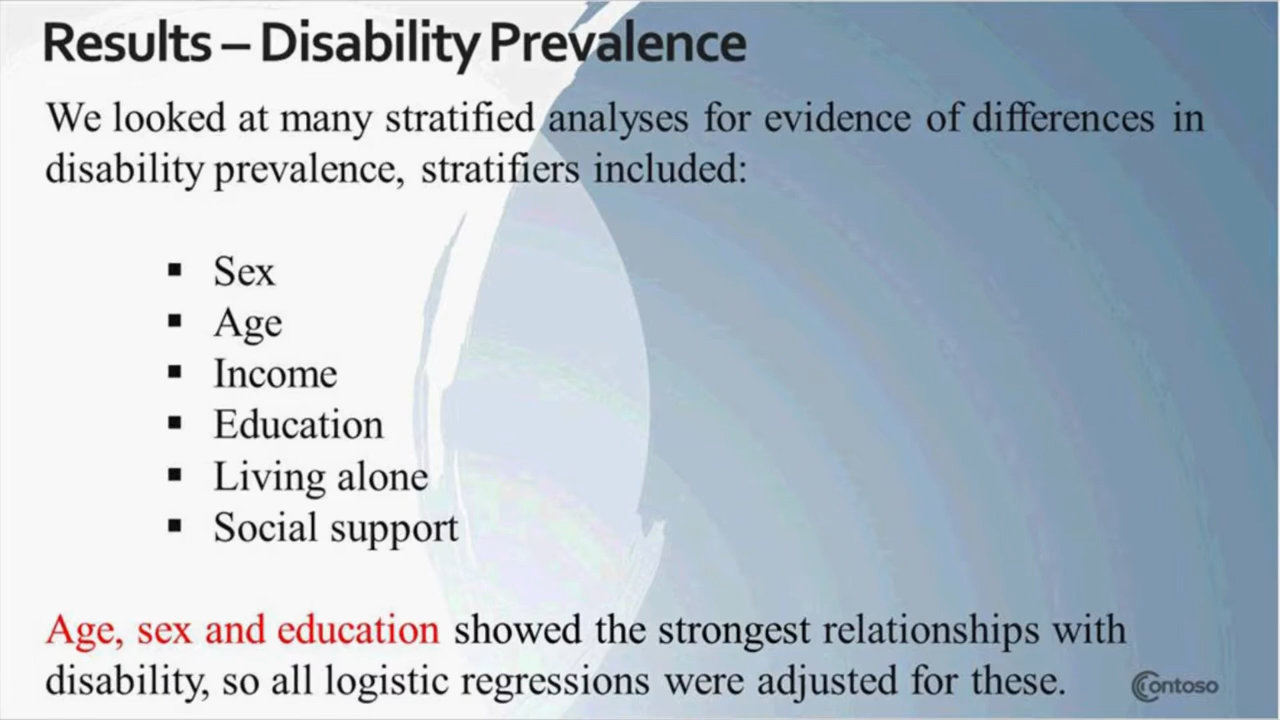 Results – Disability Prevalence
We looked at many stratified analyses for evidence of differences in
disability prevalence, stratifiers included:
▪ Sex
▪ Age
▪ Income
▪ Education
▪ Living alone
▪ Social support
Age, sex and education showed the strongest relationships with
disability, so all logistic regressions were adjusted for these.
Contoso